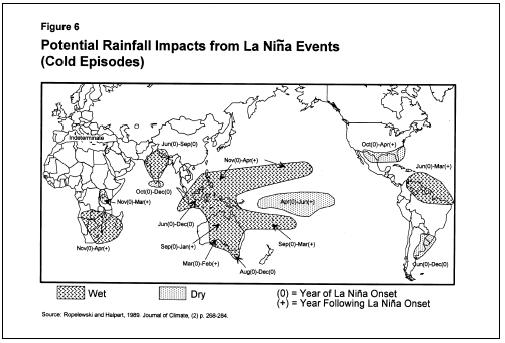 Figure 6
Potential Rainfall Impacts from La Niña Events
(Cold Episodes)
Indeterminate
Jun(0)-Sep(0)
Nov(0)-Apr(+)
Oct(0)-Apr(+)
Jun(0)-Mar(+)
Oct(0)-Dec(0)
Nov(0)-Mar(+)
Apr(0)-Jun(+)
Jun(0)-Dec(0)
Nov(0)-Apr(+)
Sep(0)-Jan(+)
Sep(0)-Mar(+)
Mar(0)-Feb(+)
Aug(0)-Dec(0)
Jun(0)-Dec(0)
Wet
Dry
(0) = Year of La Niña Onset
(+) = Year Following La Niña Onset
Source: Ropelewski and Halpert, 1989. Journal of Climate, (2) p. 268-284.